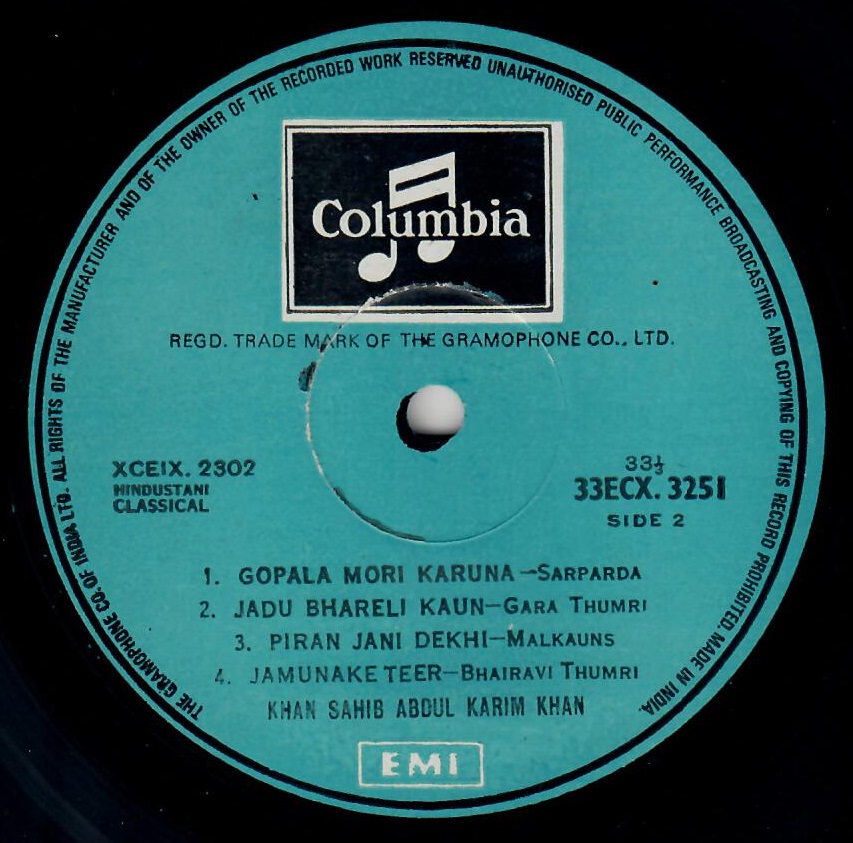 THE GRAMOPHONE CO. OF INDIA LTD. ALL RIGHTS OF THE MANUFACTURER AND OF THE OWNER OF THE RECORDED WORK RESERVED UNAUTHORISED PUBLIC PERFORMANCE BROADCASTING AND COPYING OF THIS RECORD PROHIBITED. MADE IN INDIA.
Columbia
REGD. TRADE MARK OF THE GRAMOPHONE CO., LTD.
XCEIX. 2302
HINDUSTANI
CLASSICAL
33⅓
33ECX. 3251
SIDE 2
1. GOPALA MORI KARUNA—SARPARDA
2. JADU BHARELI KAUN—GARA THUMRI
3. PIRAN JANI DEKHI—MALKAUNS
4. JAMUNAKE TEER—BHAIRAVI THUMRI
KHAN SAHIB ABDUL KARIM KHAN
EMI